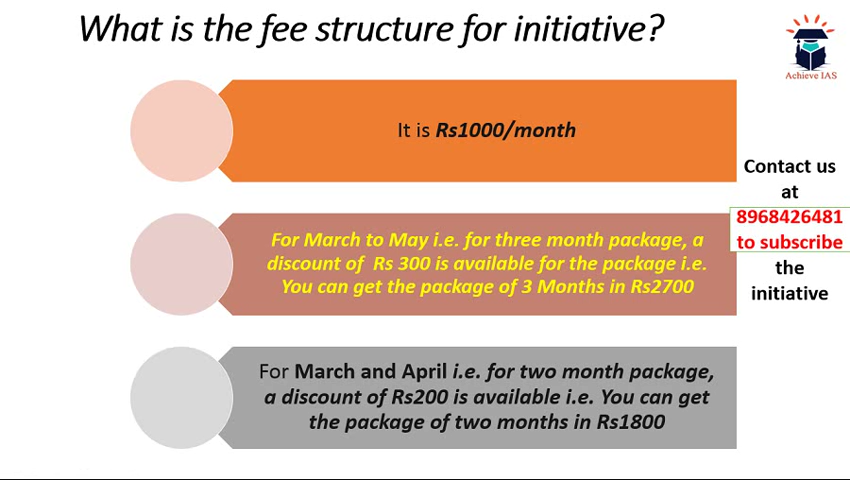 What is the fee structure for initiative?
Achieve IAS
It is Rs1000/month
For March to May i.e. for three month package, a
discount of Rs 300 is available for the package i.e.
You can get the package of 3 Months in Rs2700
For March and April i.e. for two month package,
a discount of Rs200 is available i.e. You can get
the package of two months in Rs1800
Contact us
at
8968426481
to subscribe
the
initiative